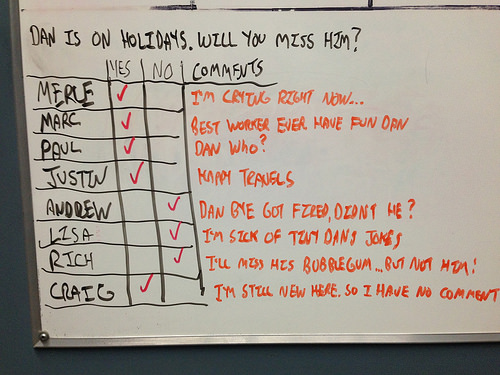 DAN IS ON HOLIDAYS. WILL YOU MISS HIM?
YES NO COMMENTS
MERLE ✓ I'M CRYING RIGHT NOW...
MARC ✓ BEST WORKER EVER HAVE FUN DAN
PAUL ✓ DAN WHO?
JUSTIN ✓ HAPPY TRAVELS
ANDREW ✓ DAN BYE GOT FIRED, DIDN'T HE?
LISA ✓ I'M SICK OF TINY DAN'S JOKES
RICH ✓ I'LL MISS HIS BUBBLEGUM...BUT NOT HIM!
CRAIG ✓ I'M STILL NEW HERE. SO I HAVE NO COMMENT